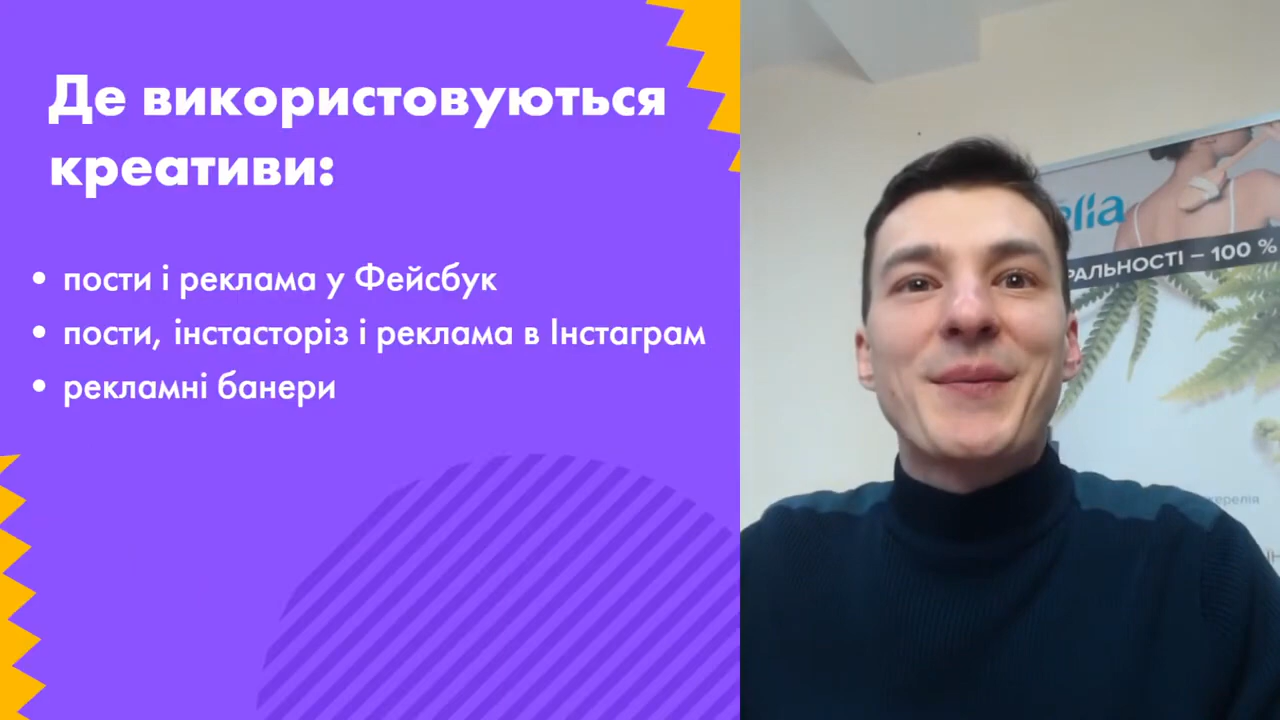 Де використовуються
креативи:
• пости і реклама у Фейсбук
• пости, інстасторіз і реклама в Інстаграм
• рекламні банери
РАЛЬНОСТІ – 100 %